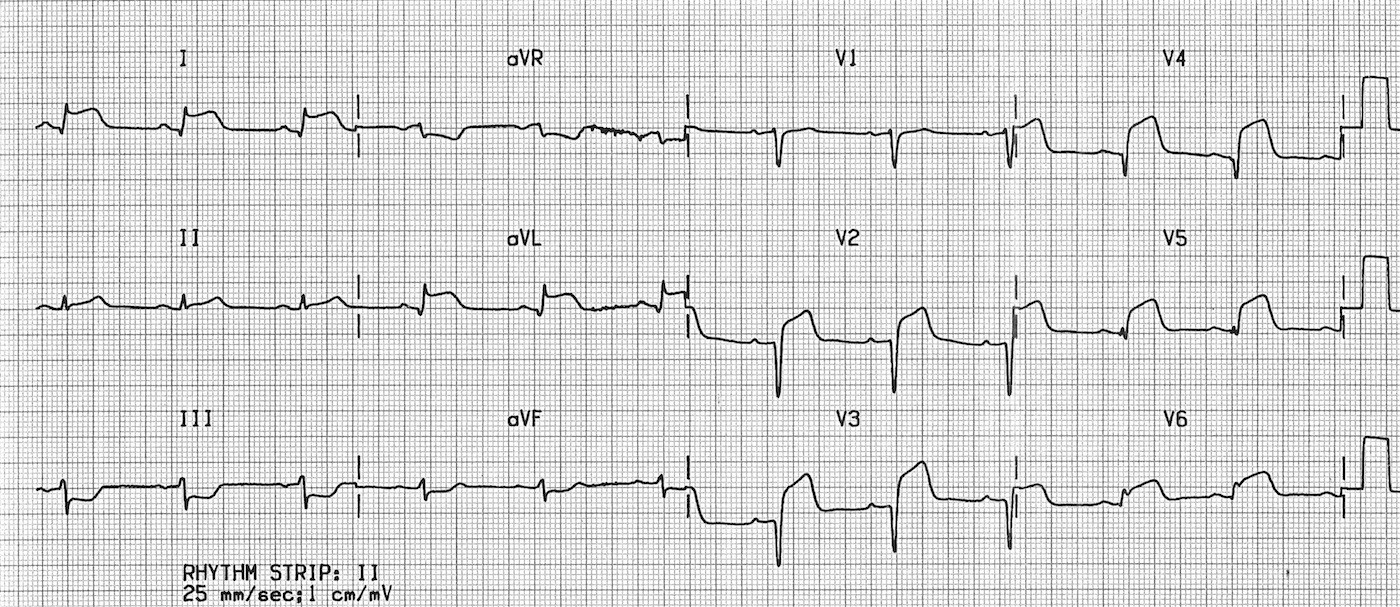 I aVR V1 V4
II aVL V2 V5
III aVF V3 V6
RHYTHM STRIP: II
25 mm/sec;1 cm/mV